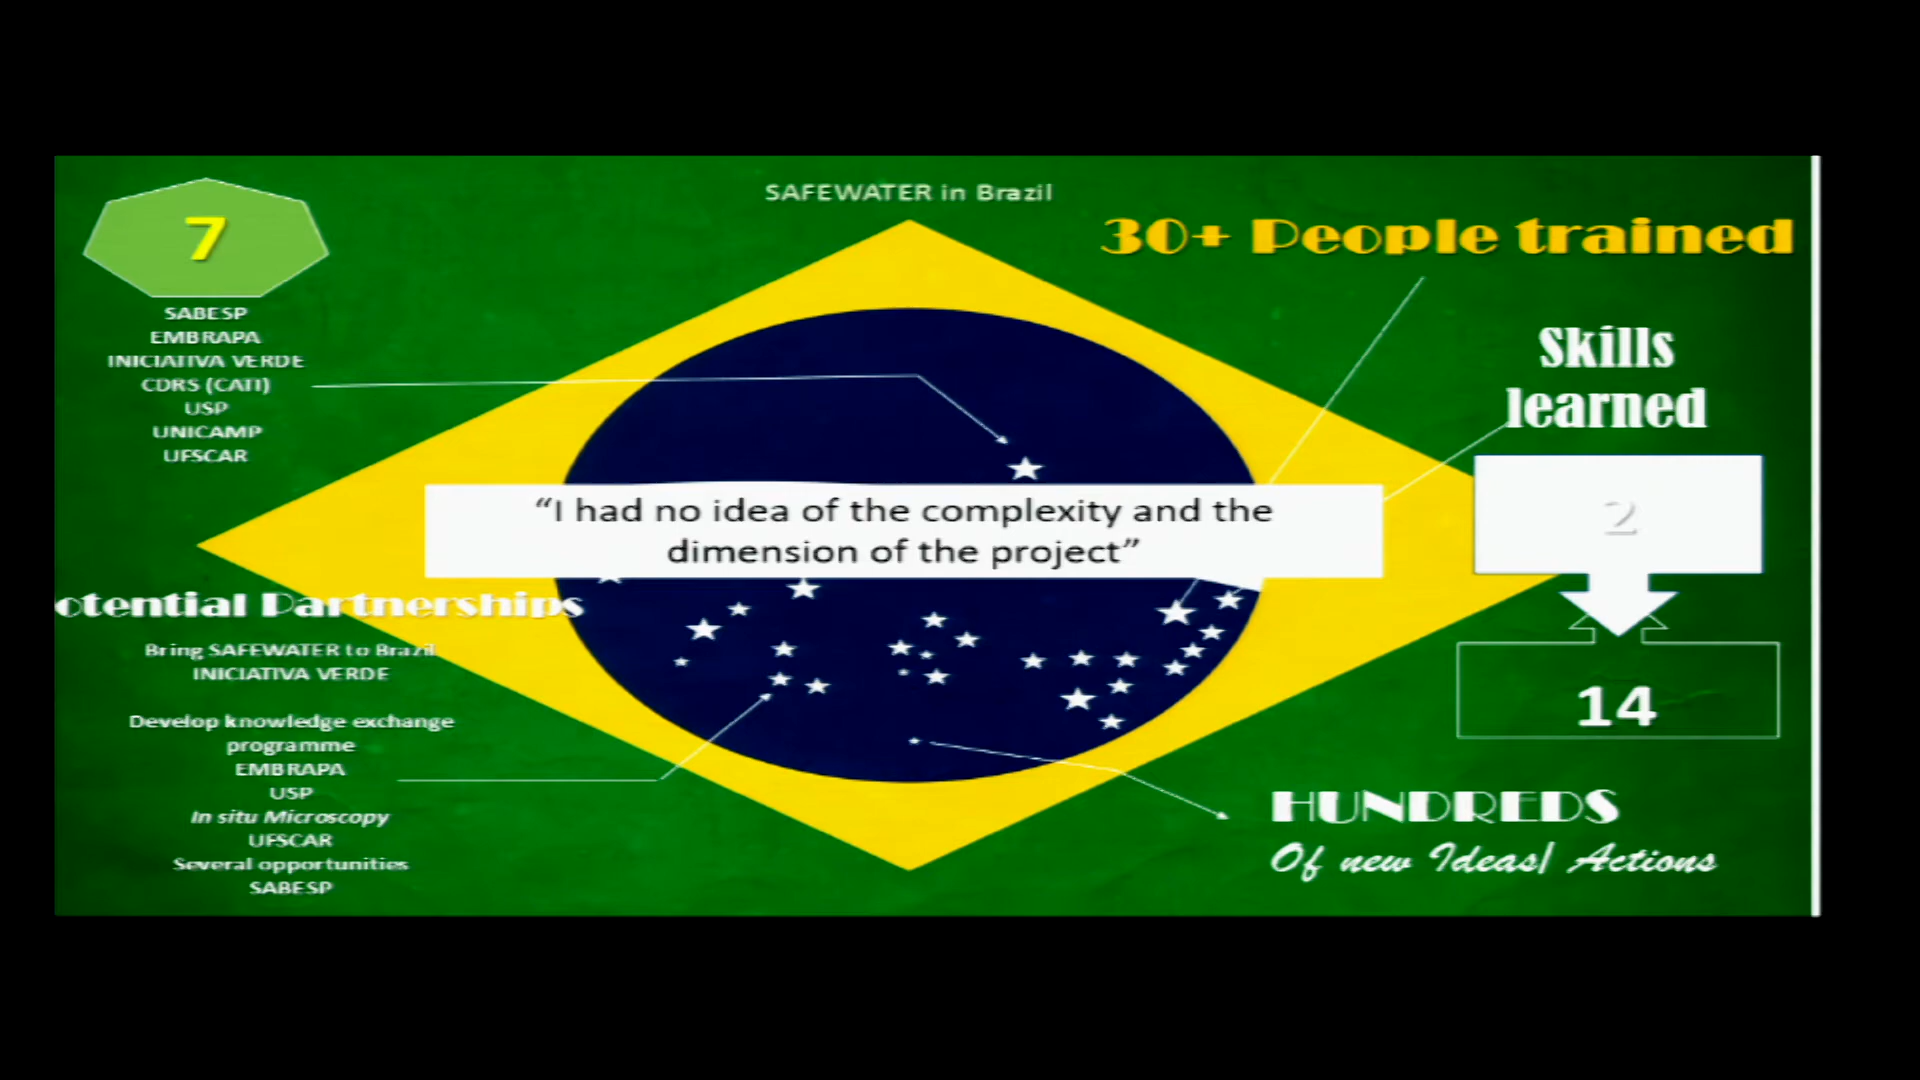 SAFEWATER in Brazil
7
SABESP
EMBRAPA
INICIATIVA VERDE
CDRS (CATI)
USP
UNICAMP
UFSCAR
30+ People trained
Skills
learned
2
14
“I had no idea of the complexity and the
dimension of the project”
otential Partnerships
Bring SAFEWATER to Brazil
INICIATIVA VERDE
Develop knowledge exchange
programme
EMBRAPA
USP
In situ Microscopy
UFSCAR
Several opportunities
SABESP
HUNDREDS
Of new Ideas/ Actions